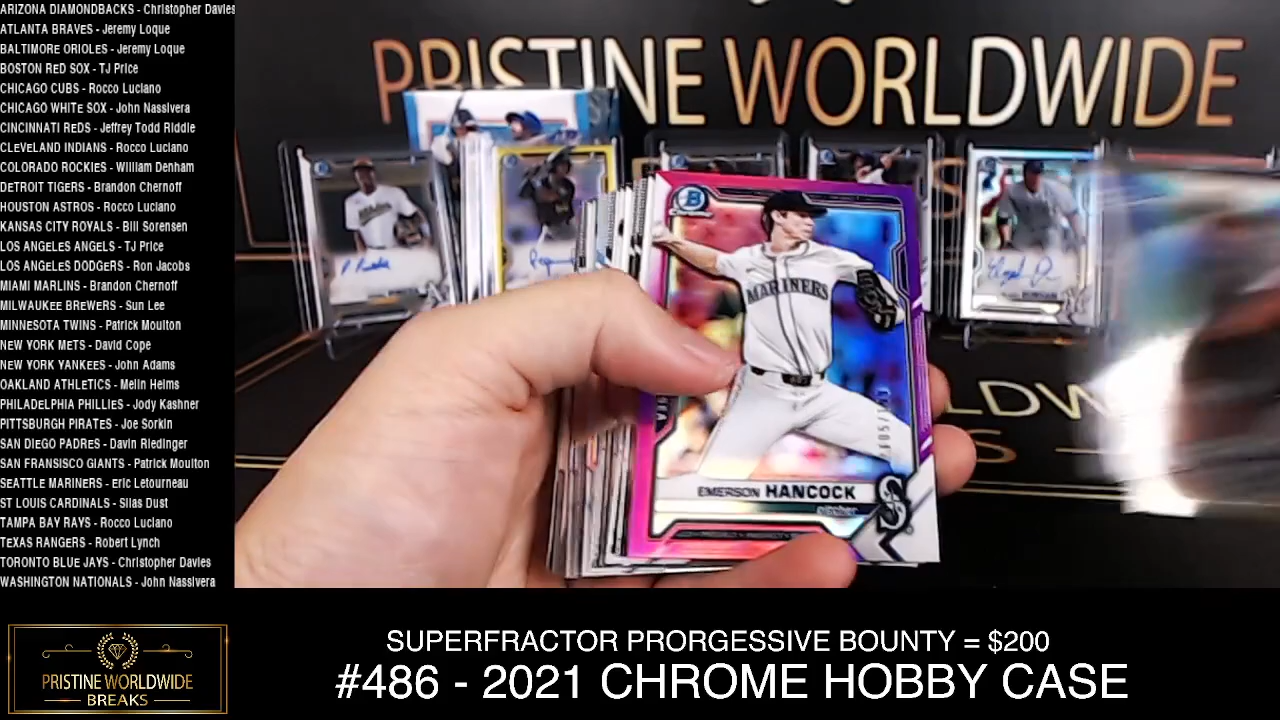 ARIZONA DIAMONDBACKS - Christopher Davies
ATLANTA BRAVES - Jeremy Loque
BALTIMORE ORIOLES - Jeremy Loque
BOSTON RED SOX - TJ Price
CHICAGO CUBS - Rocco Luciano
CHICAGO WHITE SOX - John Nassivera
CINCINNATI REDS - Jeffrey Todd Riddle
CLEVELAND INDIANS - Rocco Luciano
COLORADO ROCKIES - William Denham
DETROIT TIGERS - Brandon Chernoff
HOUSTON ASTROS - Rocco Luciano
KANSAS CITY ROYALS - Bill Sorensen
LOS ANGELES ANGELS - TJ Price
LOS ANGELES DODGERS - Ron Jacobs
MIAMI MARLINS - Brandon Chernoff
MILWAUKEE BREWERS - Sun Lee
MINNESOTA TWINS - Patrick Moulton
NEW YORK METS - David Cope
NEW YORK YANKEES - John Adams
OAKLAND ATHLETICS - Melin Helms
PHILADELPHIA PHILLIES - Jody Kashner
PITTSBURGH PIRATES - Joe Sorkin
SAN DIEGO PADRES - Davin Riedinger
SAN FRANSISCO GIANTS - Patrick Moulton
SEATTLE MARINERS - Eric Letourneau
ST LOUIS CARDINALS - Silas Dust
TAMPA BAY RAYS - Rocco Luciano
TEXAS RANGERS - Robert Lynch
TORONTO BLUE JAYS - Christopher Davies
WASHINGTON NATIONALS - John Nassivera
PRISTINE WORLDWIDE
Chrome
MARINERS
EMERSON HANCOCK
pitcher
LDW
PRISTINE WORLDWIDE
BREAKS
SUPERFRACTOR PRORGESSIVE BOUNTY = $200
#486 - 2021 CHROME HOBBY CASE